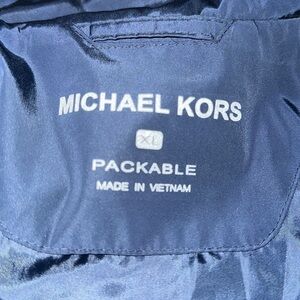 MICHAEL KORS
XL
PACKABLE
MADE IN VIETNAM